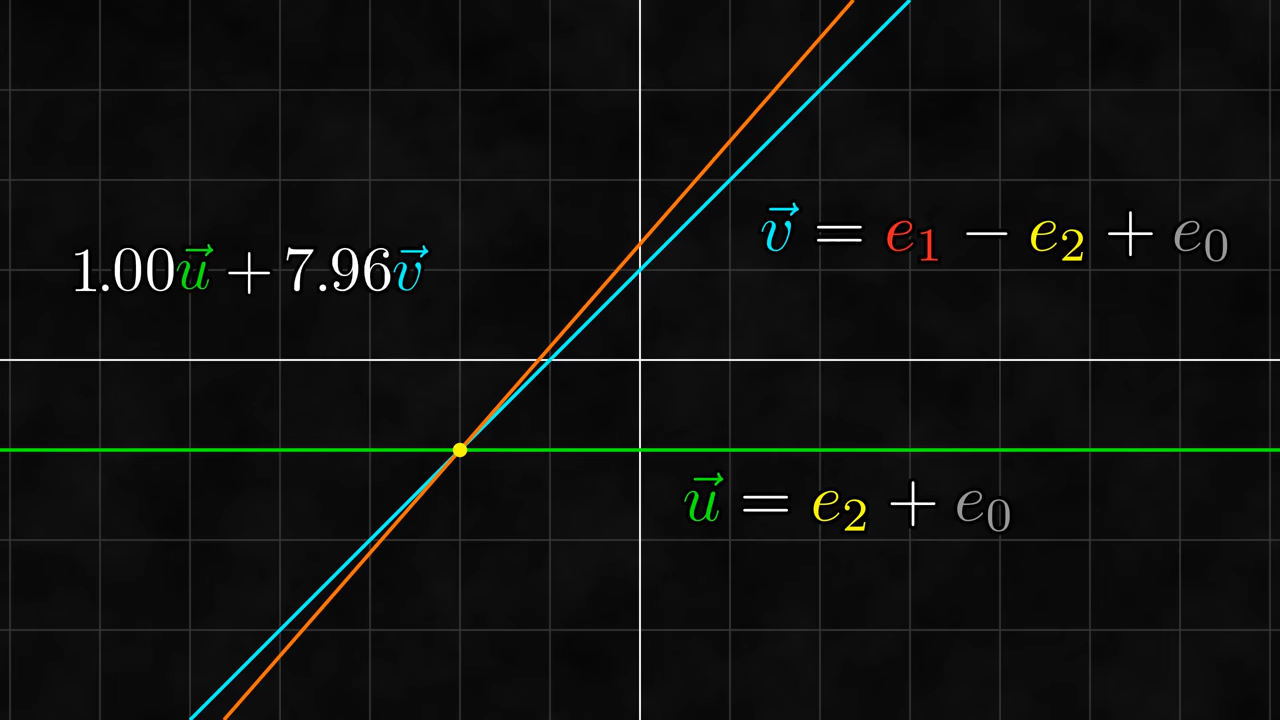 v⃗ = e₁ − e₂ + e₀
1.00u⃗ + 7.96v⃗
u⃗ = e₂ + e₀